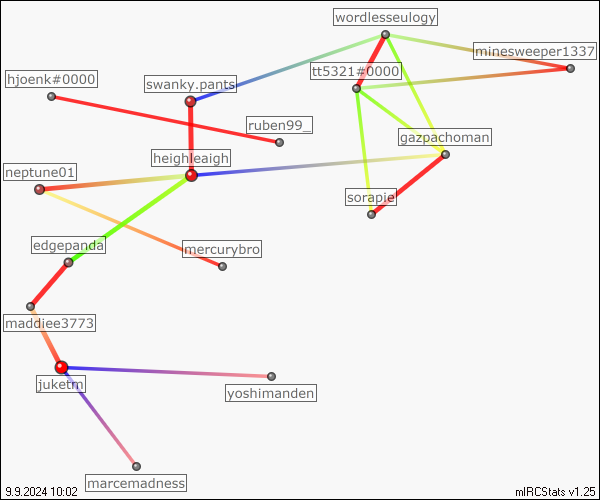 wordlesseulogy
minesweeper1337
tt5321#0000
hjoenk#0000
swanky.pants
ruben99_
gazpachoman
heighleaigh
neptune01
sorapie
edgepanda
mercurybro
maddiee3773
juketm
yoshimanden
marcemadness
9.9.2024 10:02
mIRCStats v1.25